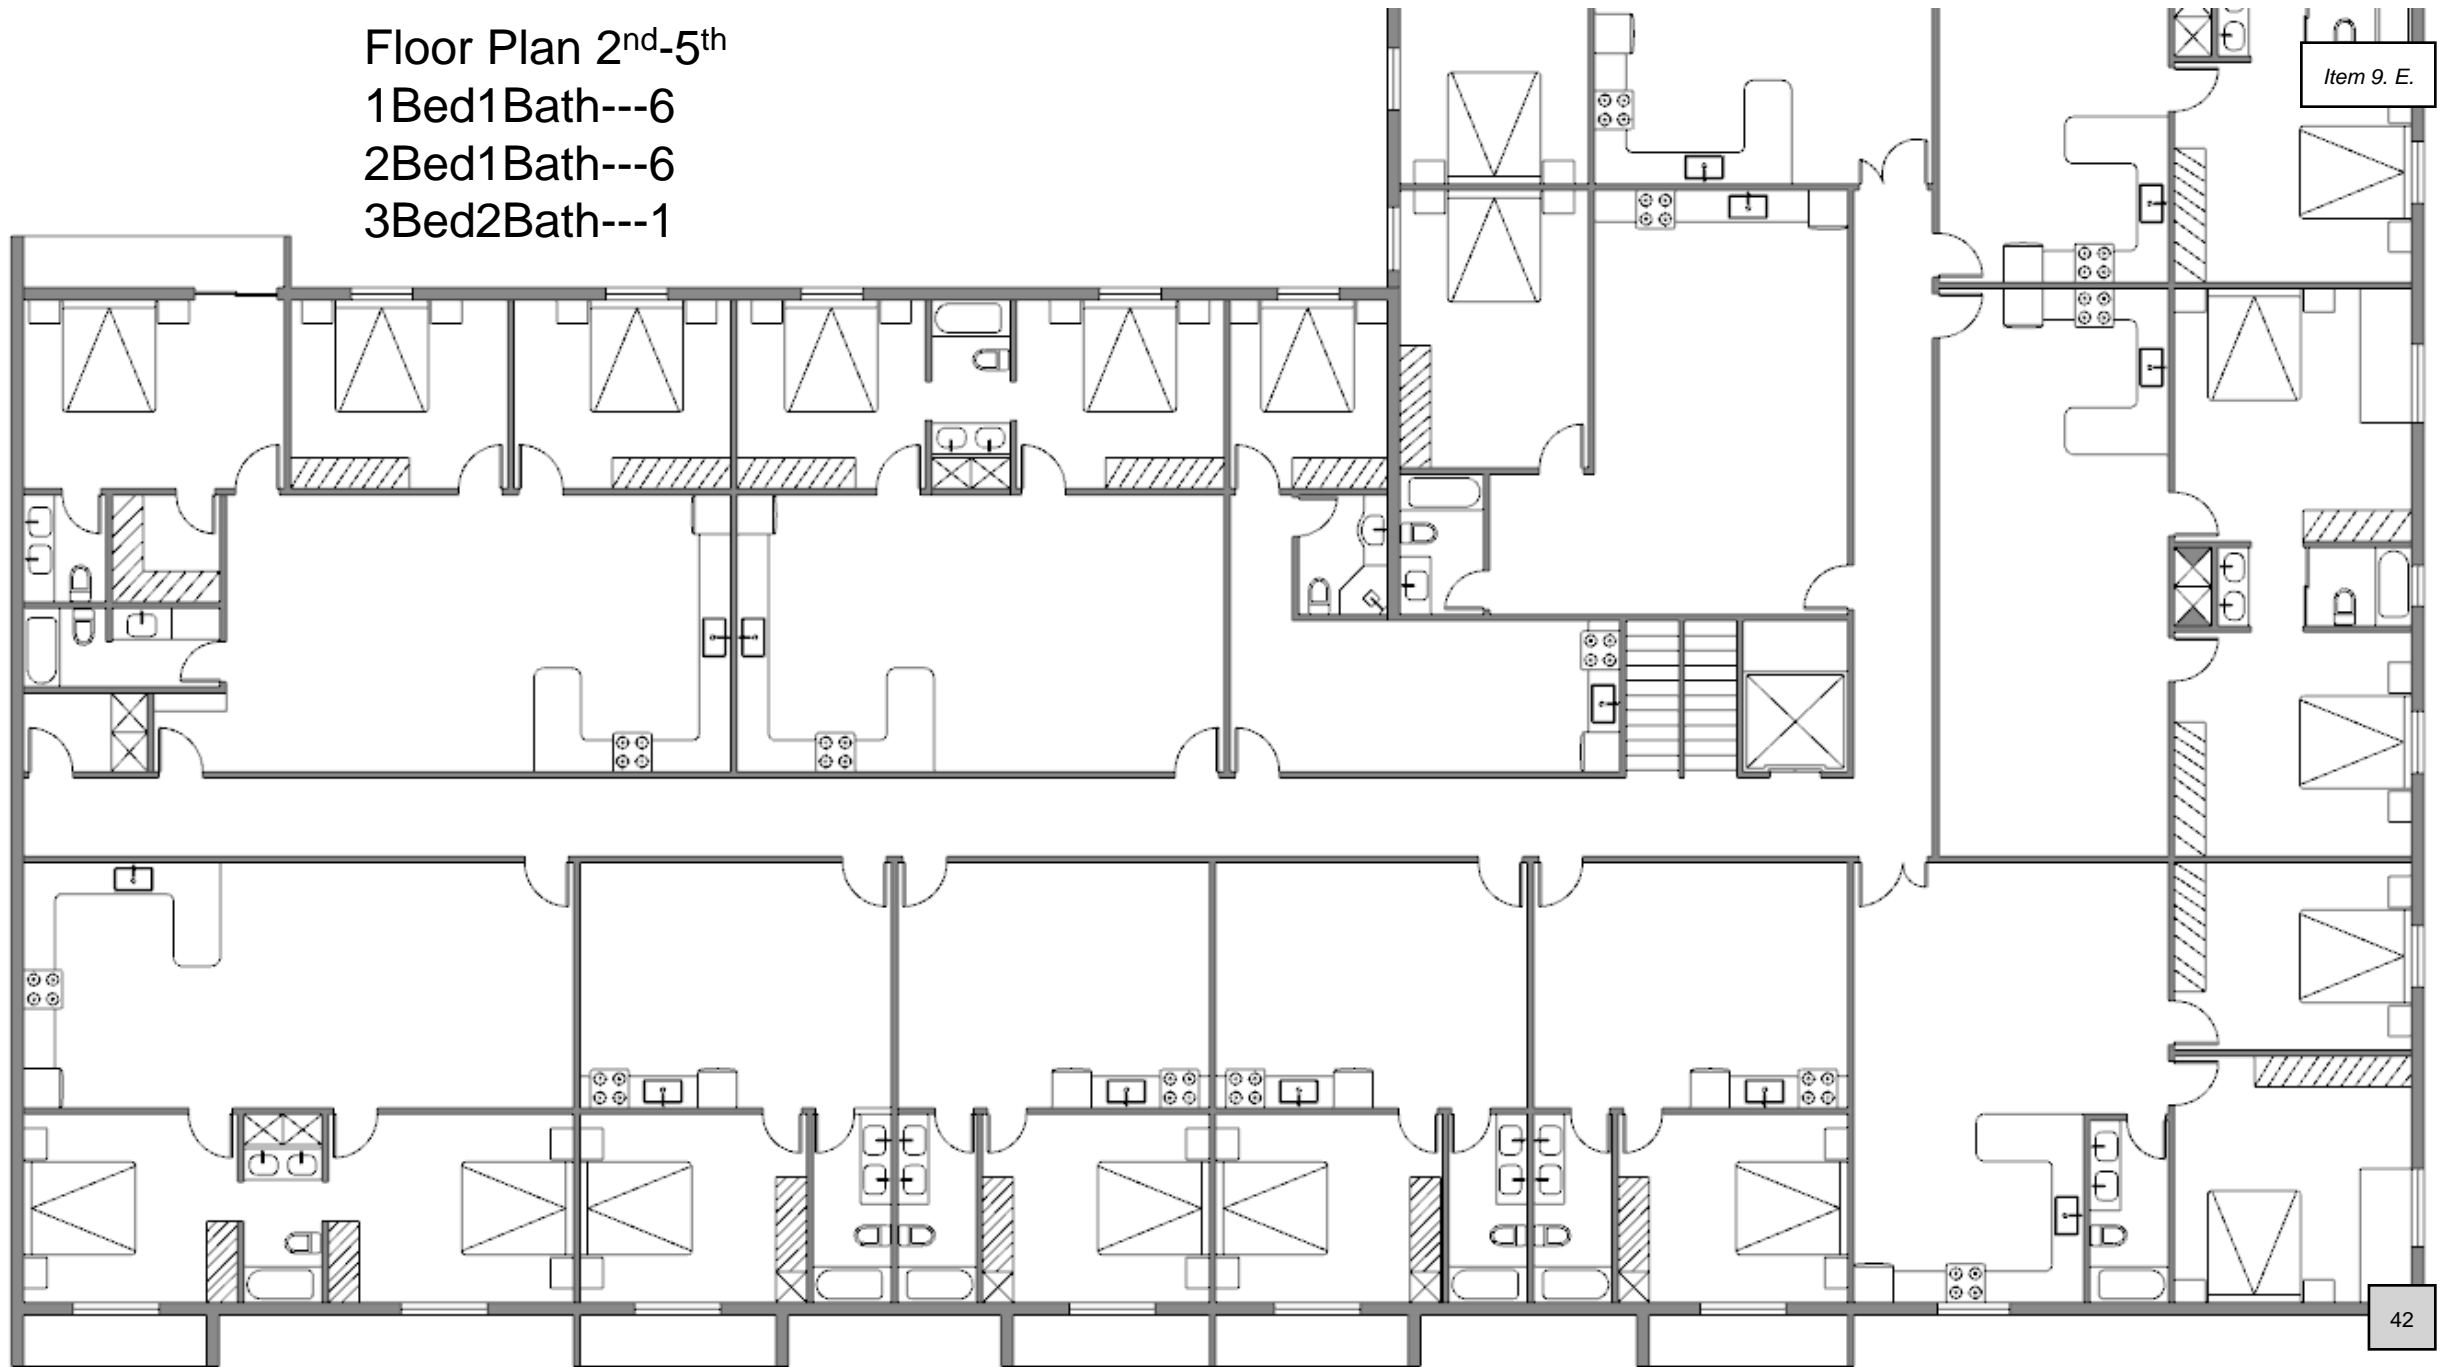 Floor Plan 2nd-5th
1Bed1Bath---6
2Bed1Bath---6
3Bed2Bath---1
Item 9. E.
42